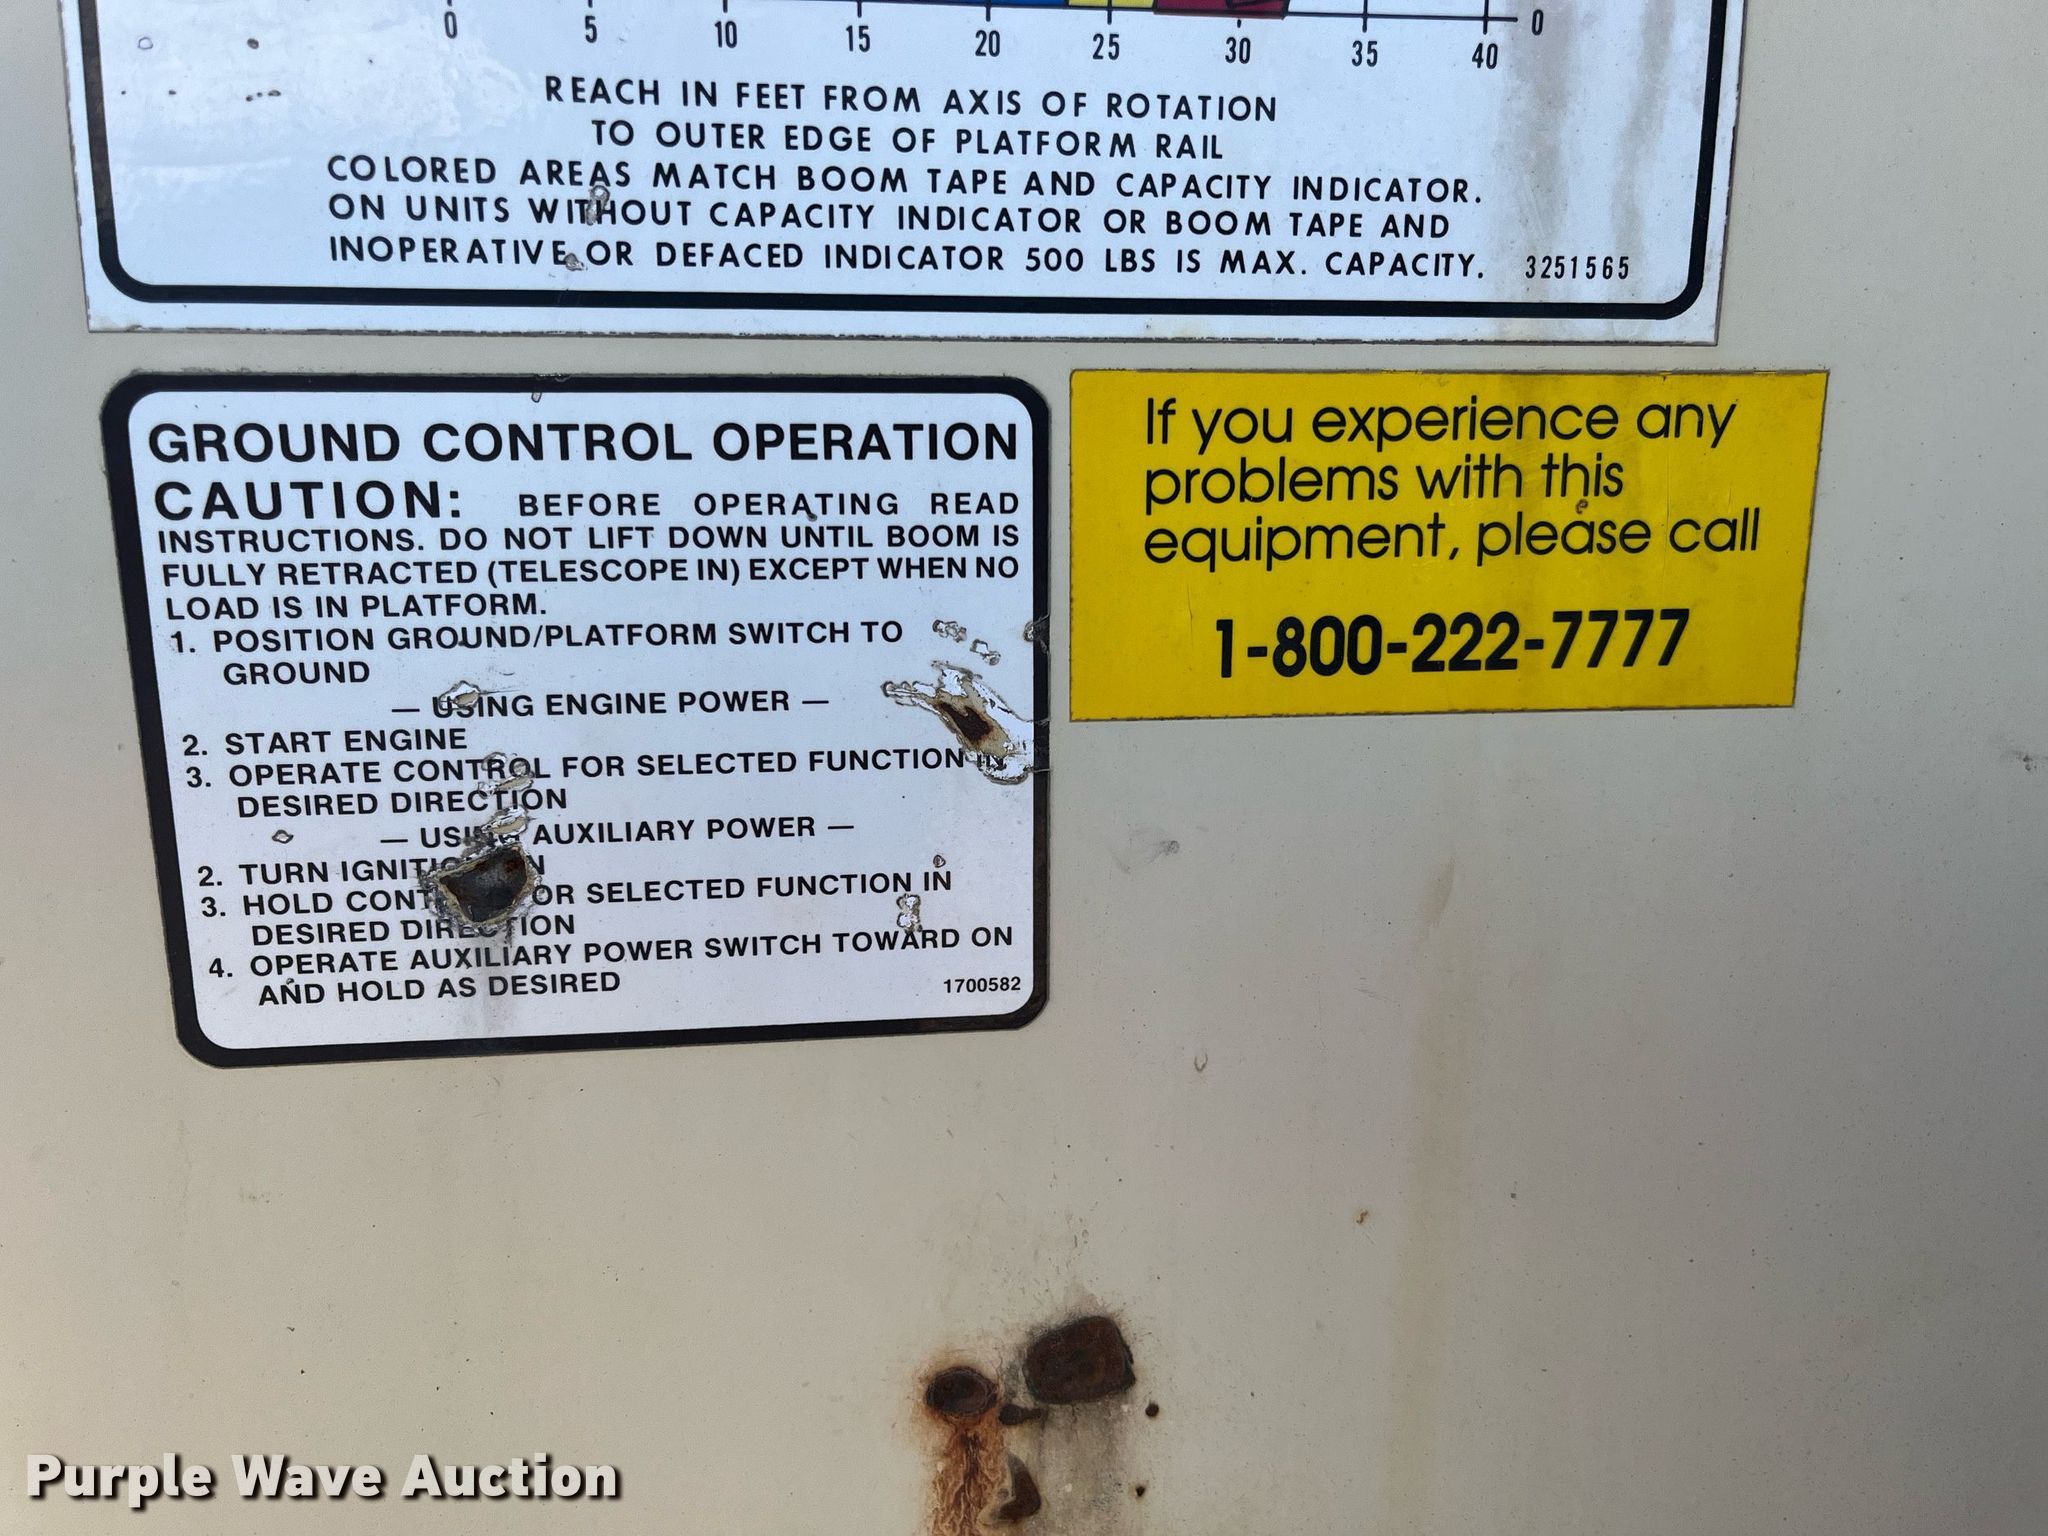 0 5 10 15 20 25 30 35 40 0
REACH IN FEET FROM AXIS OF ROTATION
TO OUTER EDGE OF PLATFORM RAIL
COLORED AREAS MATCH BOOM TAPE AND CAPACITY INDICATOR.
ON UNITS WITHOUT CAPACITY INDICATOR OR BOOM TAPE AND
INOPERATIVE OR DEFACED INDICATOR 500 LBS IS MAX. CAPACITY. 3251565
GROUND CONTROL OPERATION
CAUTION: BEFORE OPERATING READ
INSTRUCTIONS. DO NOT LIFT DOWN UNTIL BOOM IS
FULLY RETRACTED (TELESCOPE IN) EXCEPT WHEN NO
LOAD IS IN PLATFORM.
1. POSITION GROUND/PLATFORM SWITCH TO
GROUND
— USING ENGINE POWER —
2. START ENGINE
3. OPERATE CONTROL FOR SELECTED FUNCTION IN
DESIRED DIRECTION
— USING AUXILIARY POWER —
2. TURN IGNITION
3. HOLD SELECTED FUNCTION IN
DESIRED DIRECTION
4. OPERATE AUXILIARY POWER SWITCH TOWARD ON
AND HOLD AS DESIRED
1700582
If you experience any
problems with this
equipment, please call
1-800-222-7777
Purple Wave Auction